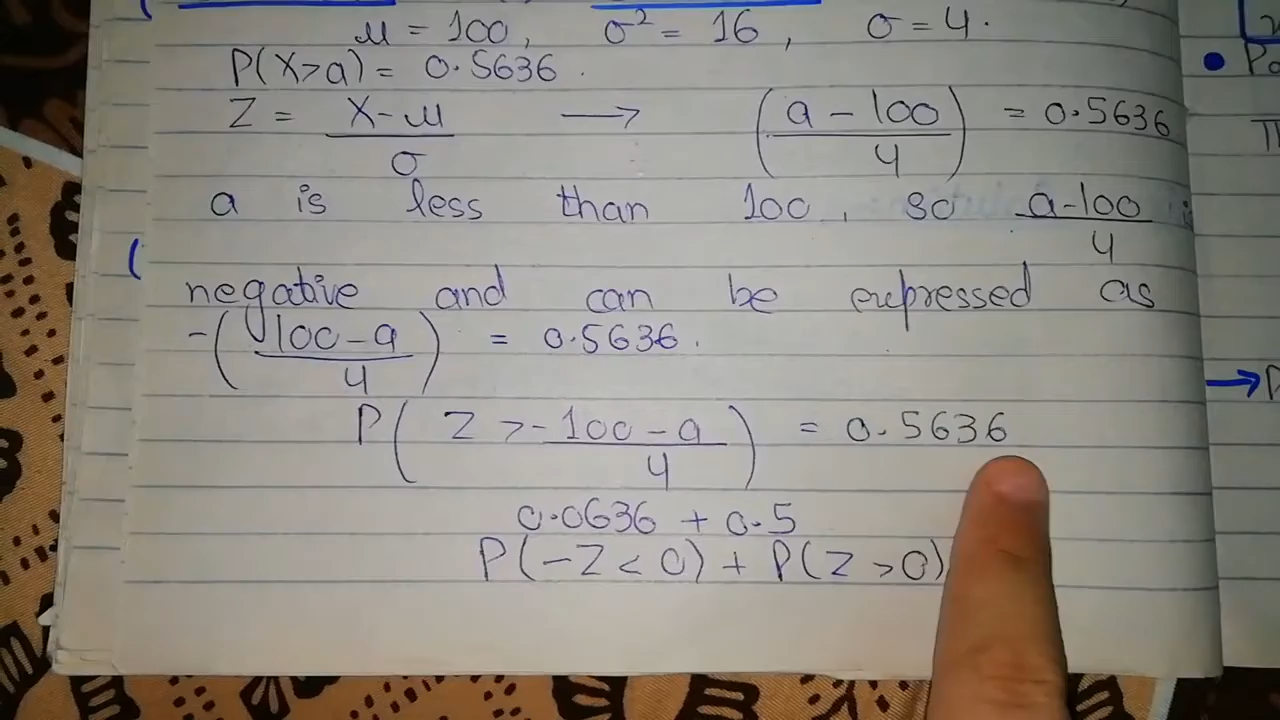 μ = 100, σ² = 16, σ = 4.
P(X>a) = 0.5636.
Z = X-μ / σ → (a - 100 / 4) = 0.5636
a is less than 100, so a-100 / 4
negative and can be expressed as
-(100-a / 4) = 0.5636.
P(Z > - 100-a / 4) = 0.5636
0.0636 + 0.5
P(-Z < 0) + P(Z > 0)